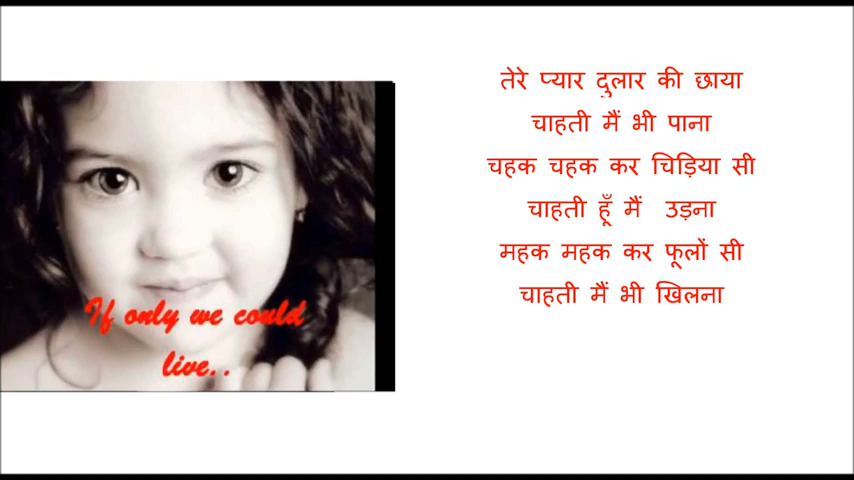 If only we could
live..
तेरे प्यार दुलार की छाया
चाहती मैं भी पाना
चहक चहक कर चिड़िया सी
चाहती हूँ मैं उड़ना
महक महक कर फूलों सी
चाहती मैं भी खिलना